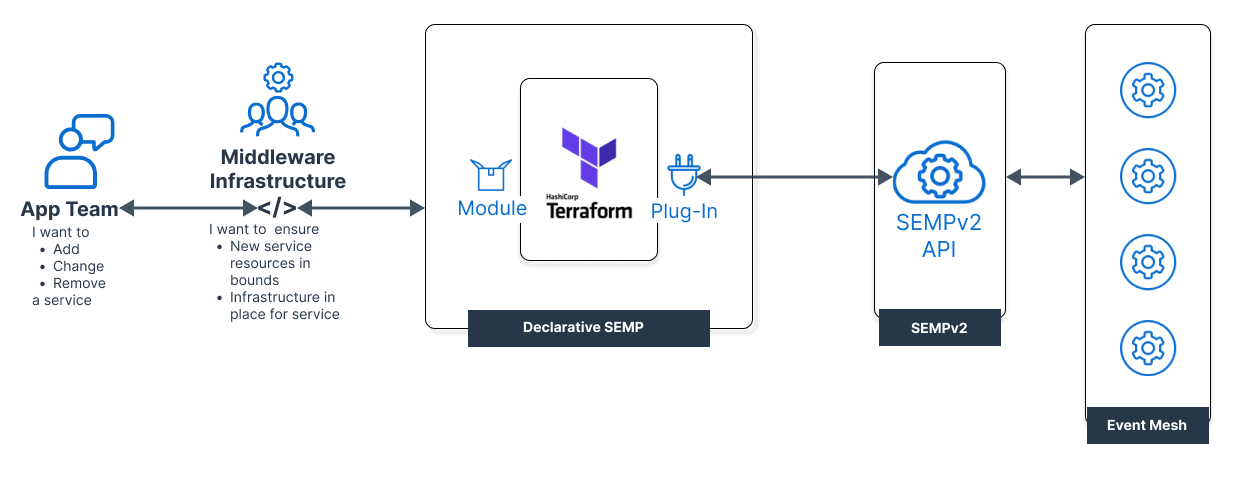 App Team
I want to
• Add
• Change
• Remove
a service
Middleware
Infrastructure
</>
I want to  ensure
• New service
resources in
bounds
• Infrastructure in
place for service
Module
HashiCorp
Terraform
Plug-In
Declarative SEMP
SEMPv2
API
SEMPv2
Event Mesh